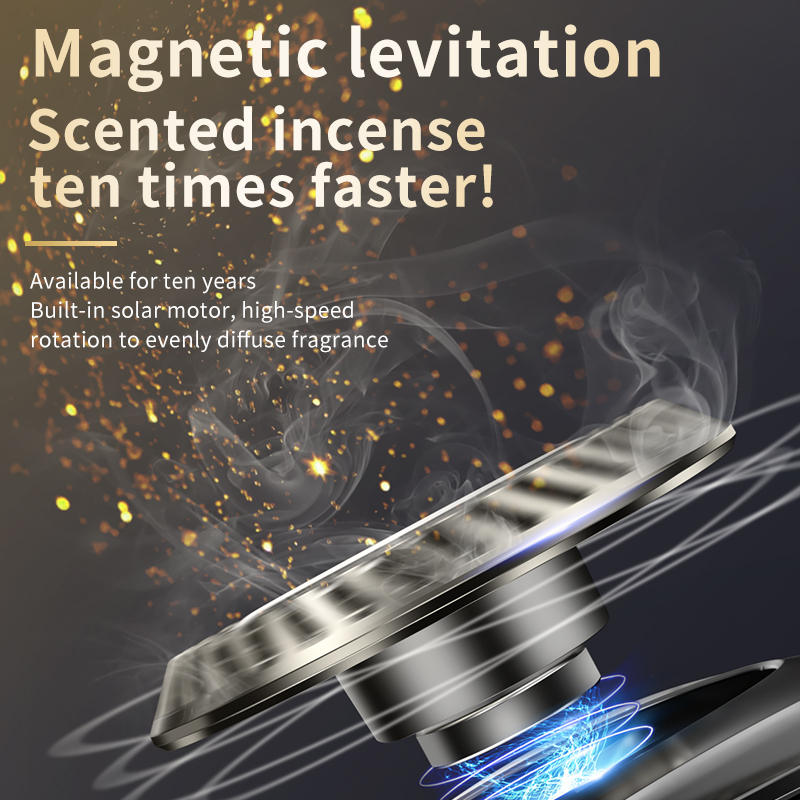 Magnetic levitation
Scented incense
ten times faster!
Available for ten years
Built-in solar motor, high-speed
rotation to evenly diffuse fragrance